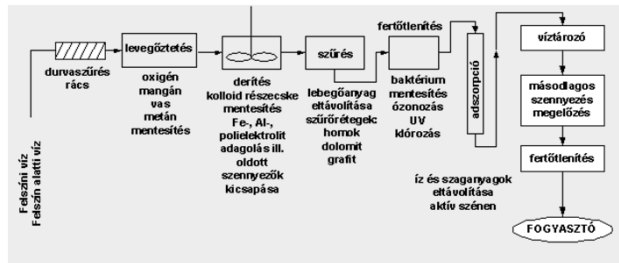 Felszíni víz
Felszín alatti víz
durvaszűrés
rács
levegőztetés
oxigén
mangán
vas
metán
mentesítés
derítés
kolloid részecske
mentesítés
Fe-, Al-,
polielektrolit
adagolás ill.
oldott
szennyezők
kicsapása
szűrés
lebegőanyag
eltávolítása
szűrőrétegek:
homok
dolomit
grafit
fertőtlenítés
baktérium
mentesítés
ózonozás
UV
klórozás
adszorpció
íz és szaganyagok
eltávolítása
aktív szénen
víztározó
másodlagos
szennyezés
megelőzés
fertőtlenítés
FOGYASZTÓ